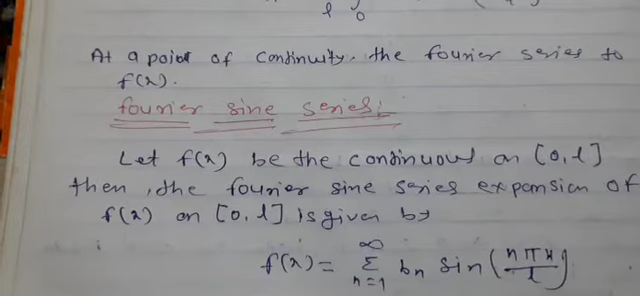 l 0
At a point of continuity, the fourier series to
f(x).
fourier sine series:
Let f(x) be the continuous on [0, l]
then, the fourier sine series expansion of
f(x) on [0, l] is given by
f(x) = ∞ Σ n=1 bn sin (nπx/l)